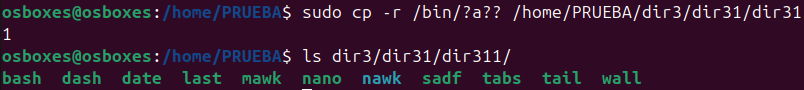 osboxes@osboxes:/home/PRUEBA$ sudo cp -r /bin/?a?? /home/PRUEBA/dir3/dir31/dir31
1
osboxes@osboxes:/home/PRUEBA$ ls dir3/dir31/dir311/
bash  dash  date  last  mawk  nano  nawk  sadf  tabs  tail  wall